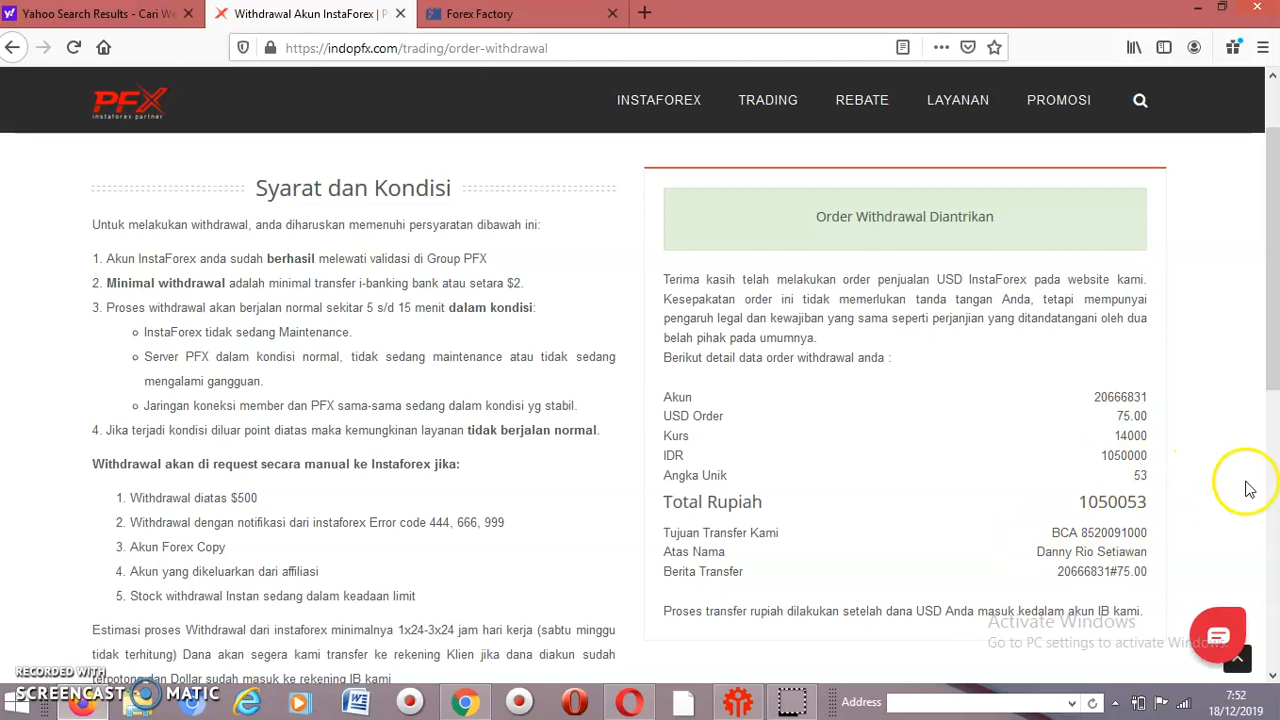 Yahoo Search Results - Cari We
Withdrawal Akun InstaForex | P
Forex Factory
https://indopfx.com/trading/order-withdrawal
PFX
instaforex partner
INSTAFOREX
TRADING
REBATE
LAYANAN
PROMOSI
Syarat dan Kondisi
Untuk melakukan withdrawal, anda diharuskan memenuhi persyaratan dibawah ini:
1. Akun InstaForex anda sudah berhasil melewati validasi di Group PFX
2. Minimal withdrawal adalah minimal transfer i-banking bank atau setara $2.
3. Proses withdrawal akan berjalan normal sekitar 5 s/d 15 menit dalam kondisi:
InstaForex tidak sedang Maintenance.
Server PFX dalam kondisi normal, tidak sedang maintenance atau tidak sedang
mengalami gangguan.
Jaringan koneksi member dan PFX sama-sama sedang dalam kondisi yg stabil.
4. Jika terjadi kondisi diluar point diatas maka kemungkinan layanan tidak berjalan normal.
Withdrawal akan di request secara manual ke Instaforex jika:
1. Withdrawal diatas $500
2. Withdrawal dengan notifikasi dari instaforex Error code 444, 666, 999
3. Akun Forex Copy
4. Akun yang dikeluarkan dari affiliasi
5. Stock withdrawal Instan sedang dalam keadaan limit
Estimasi proses Withdrawal dari instaforex minimalnya 1x24-3x24 jam hari kerja (sabtu minggu
tidak terhitung) Dana akan segera kami transfer ke rekening Klien jika dana diakun sudah
terpotong dan Dollar sudah masuk ke rekening IB kami
Order Withdrawal Diantrikan
Terima kasih telah melakukan order penjualan USD InstaForex pada website kami.
Kesepakatan order ini tidak memerlukan tanda tangan Anda, tetapi mempunyai
pengaruh legal dan kewajiban yang sama seperti perjanjian yang ditandatangani oleh dua
belah pihak pada umumnya.
Berikut detail data order withdrawal anda :
Akun 20666831
USD Order 75.00
Kurs 14000
IDR 1050000
Angka Unik 53
Total Rupiah 1050053
Tujuan Transfer Kami BCA 8520091000
Atas Nama Danny Rio Setiawan
Berita Transfer 20666831#75.00
Proses transfer rupiah dilakukan setelah dana USD Anda masuk kedalam akun IB kami.
Activate Windows
Go to PC settings to activate Windows.
RECORDED WITH
SCREENCAST MATIC
Address
7:52
18/12/2019